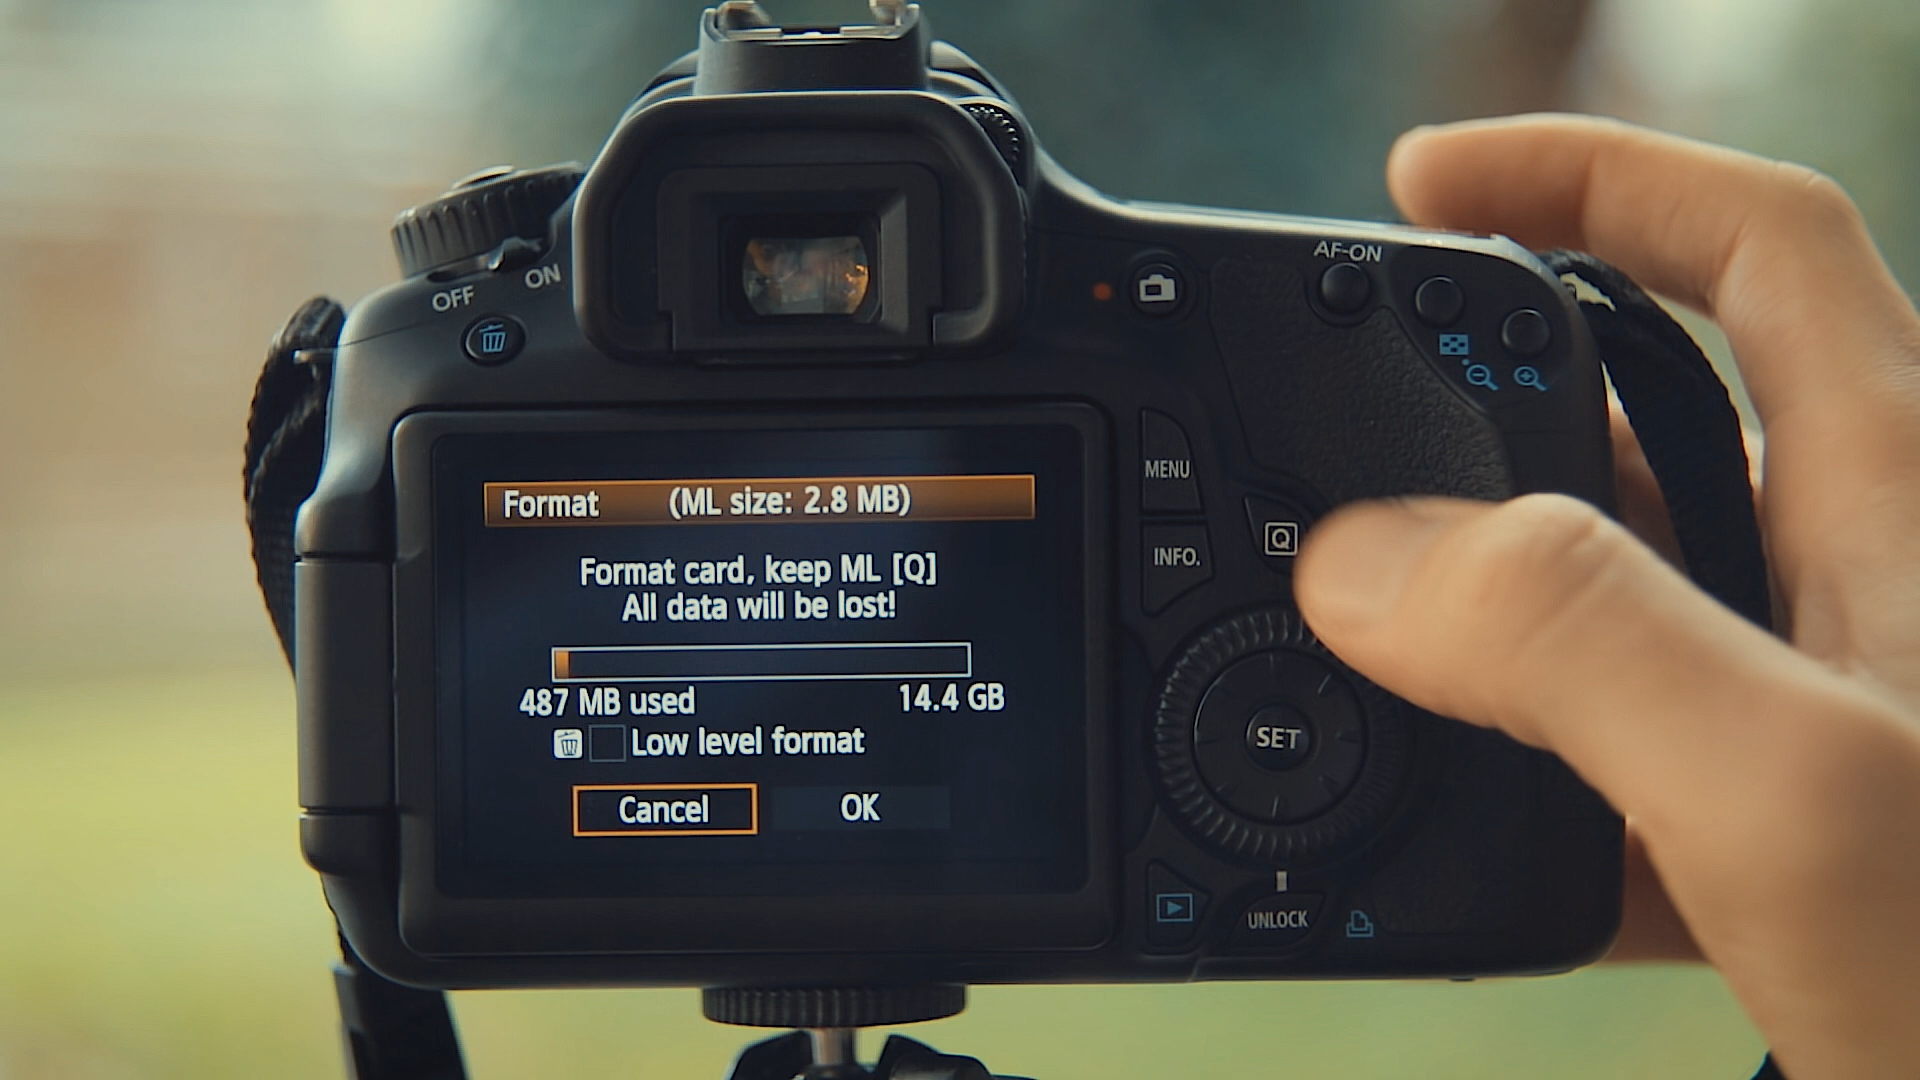 AF-ON
OFF ON
Format (ML size: 2.8 MB)
Format card, keep ML [Q]
All data will be lost!
487 MB used 14.4 GB
Low level format
Cancel OK
MENU
INFO.
Q
SET
UNLOCK